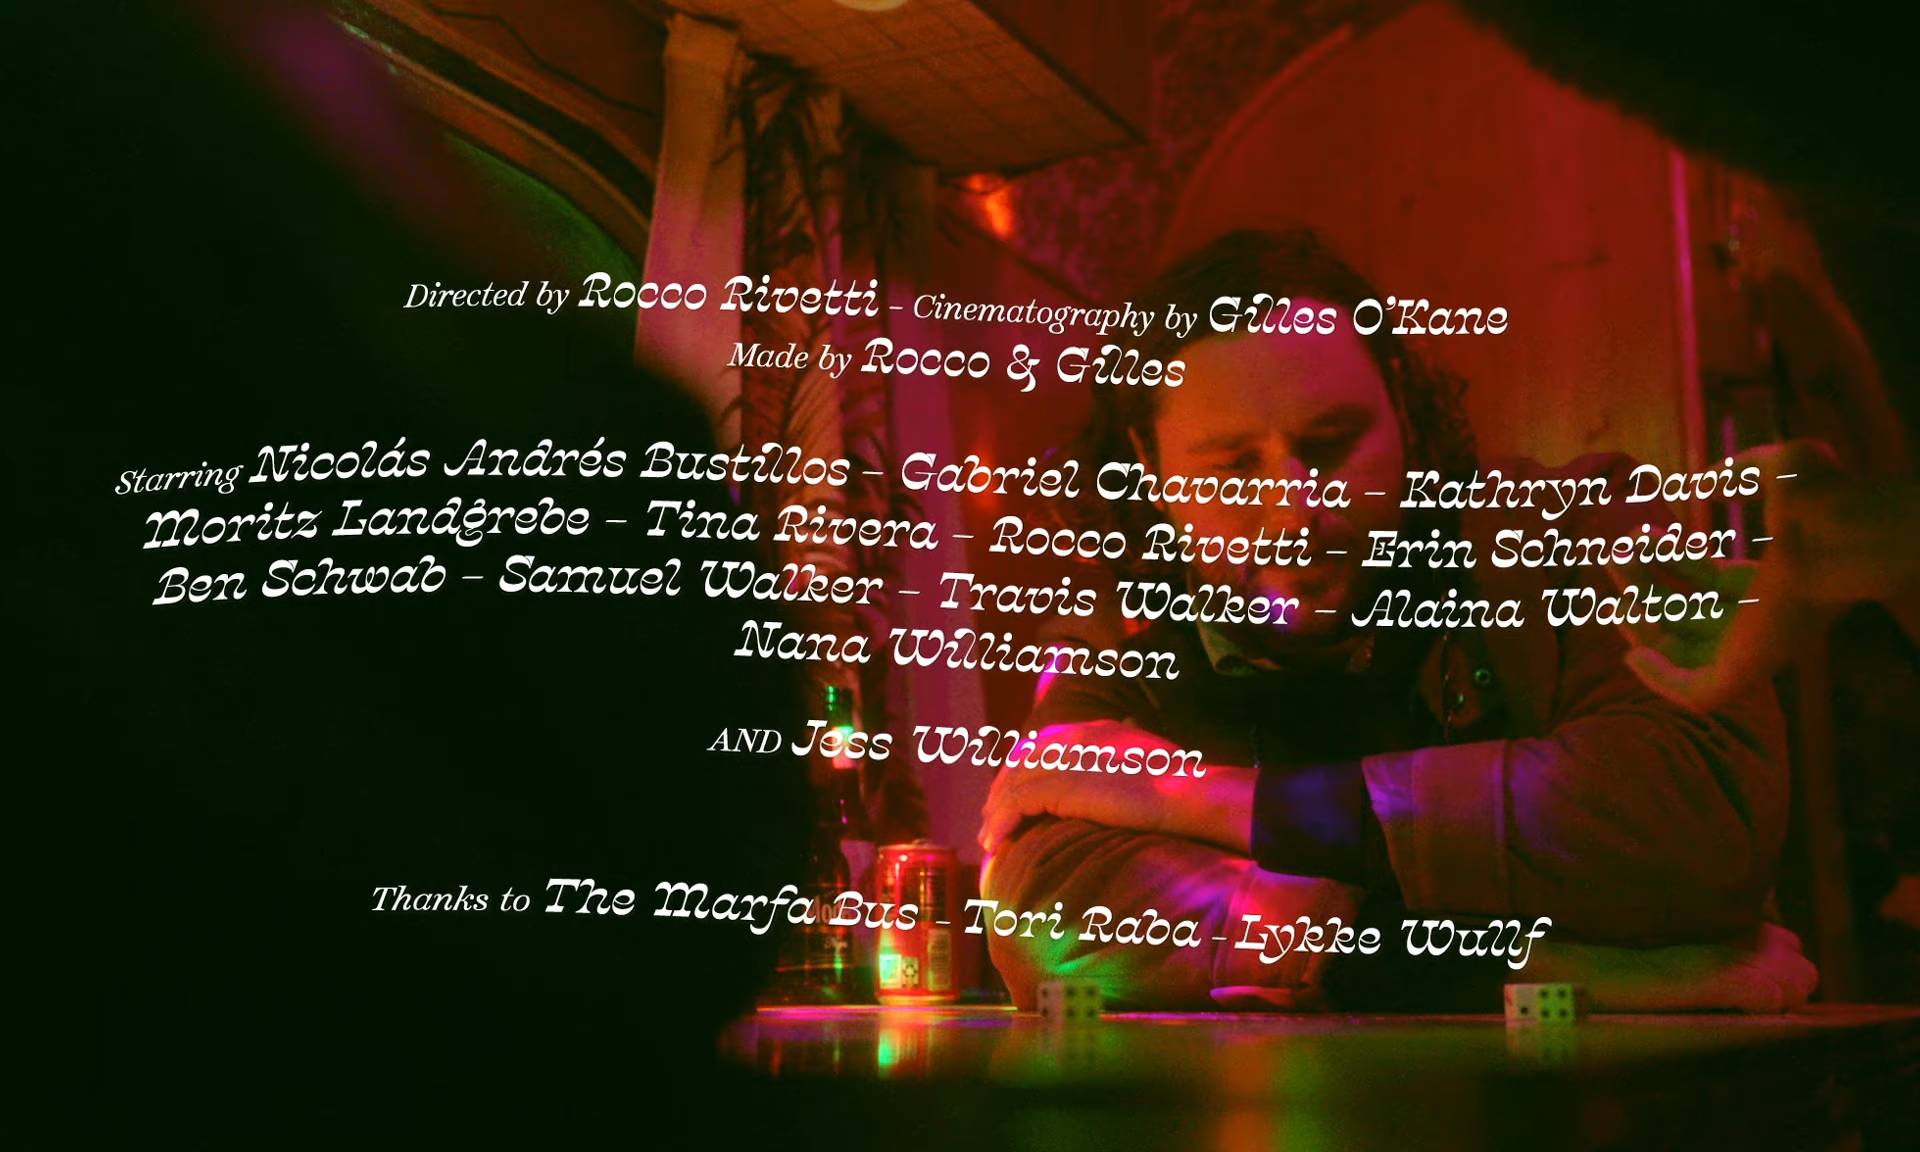 Directed by Rocco Rivetti – Cinematography by Gilles O'Kane
Made by Rocco & Gilles
Starring Nicolás Andrés Bustillos – Gabriel Chavarria – Kathryn Davis –
Moritz Landgrebe – Tina Rivera – Rocco Rivetti – Erin Schneider –
Ben Schwab – Samuel Walker – Travis Walker – Alaina Walton –
Nana Williamson
AND Jess Williamson
Thanks to The Marfa Bus – Tori Raba – Lykke Wullf